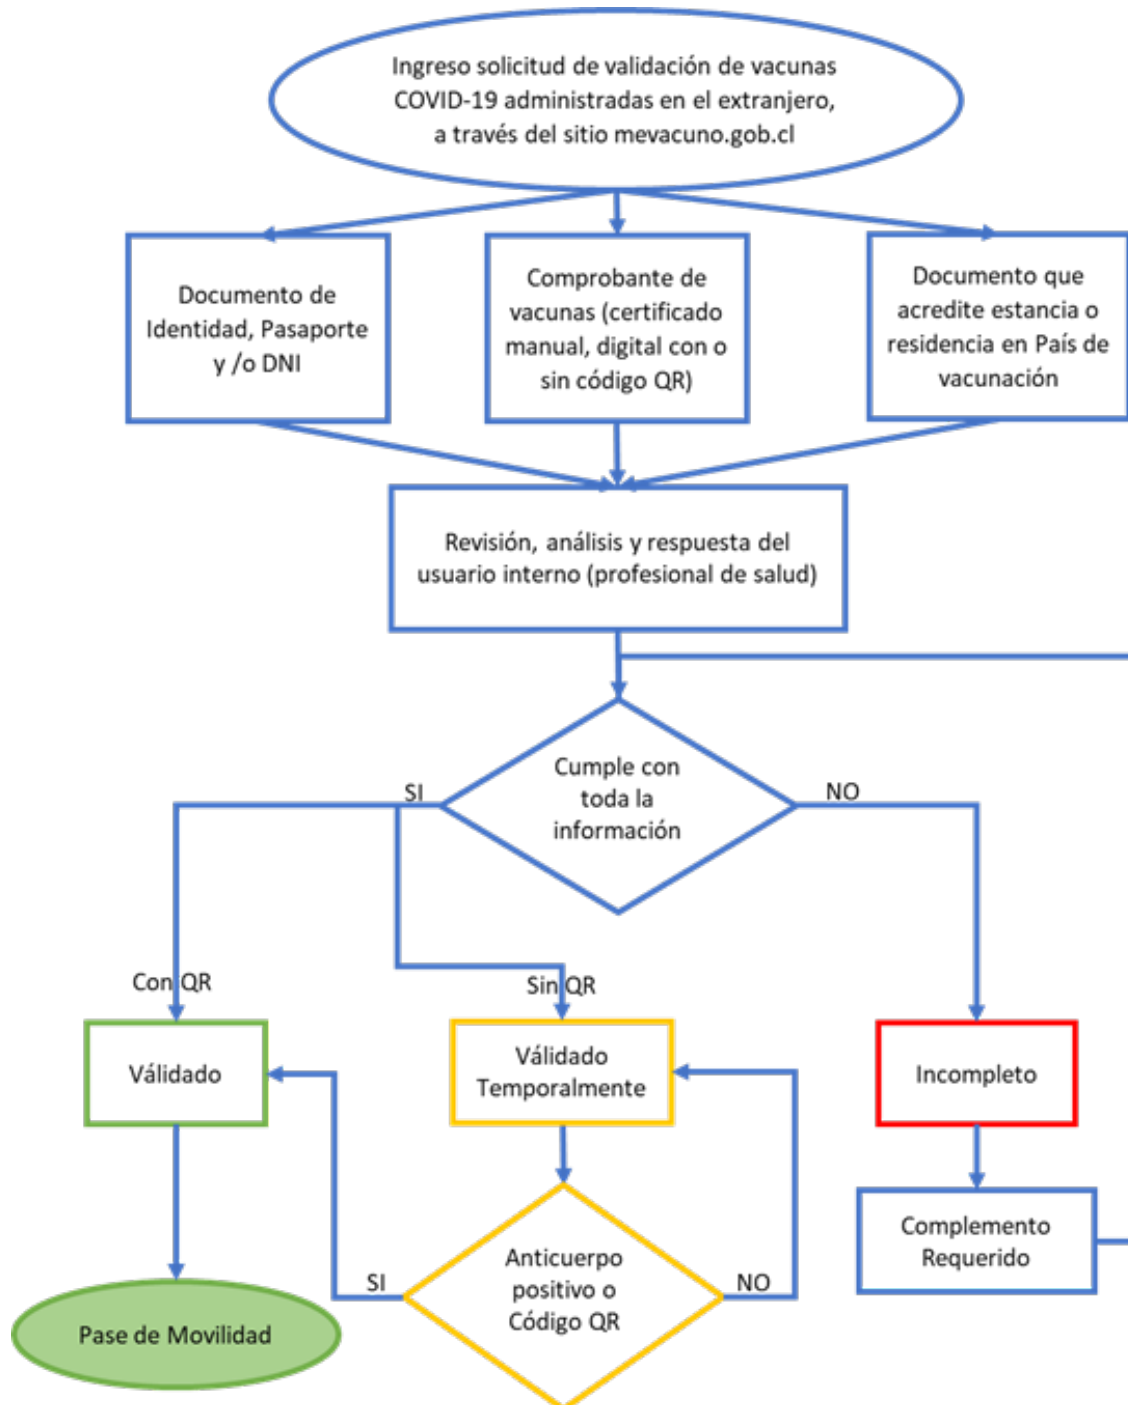 Ingreso solicitud de validación de vacunas
COVID-19 administradas en el extranjero,
a través del sitio mevacuno.gob.cl
Documento de
Identidad, Pasaporte
y /o DNI
Comprobante de
vacunas (certificado
manual, digital con o
sin código QR)
Documento que
acredite estancia o
residencia en País de
vacunación
Revisión, análisis y respuesta del
usuario interno (profesional de salud)
Cumple con
toda la
información
SI
NO
Con QR
Sin QR
Válidado
Válidado
Temporalmente
Incompleto
Complemento
Requerido
Anticuerpo
positivo o
Código QR
SI
NO
Pase de Movilidad